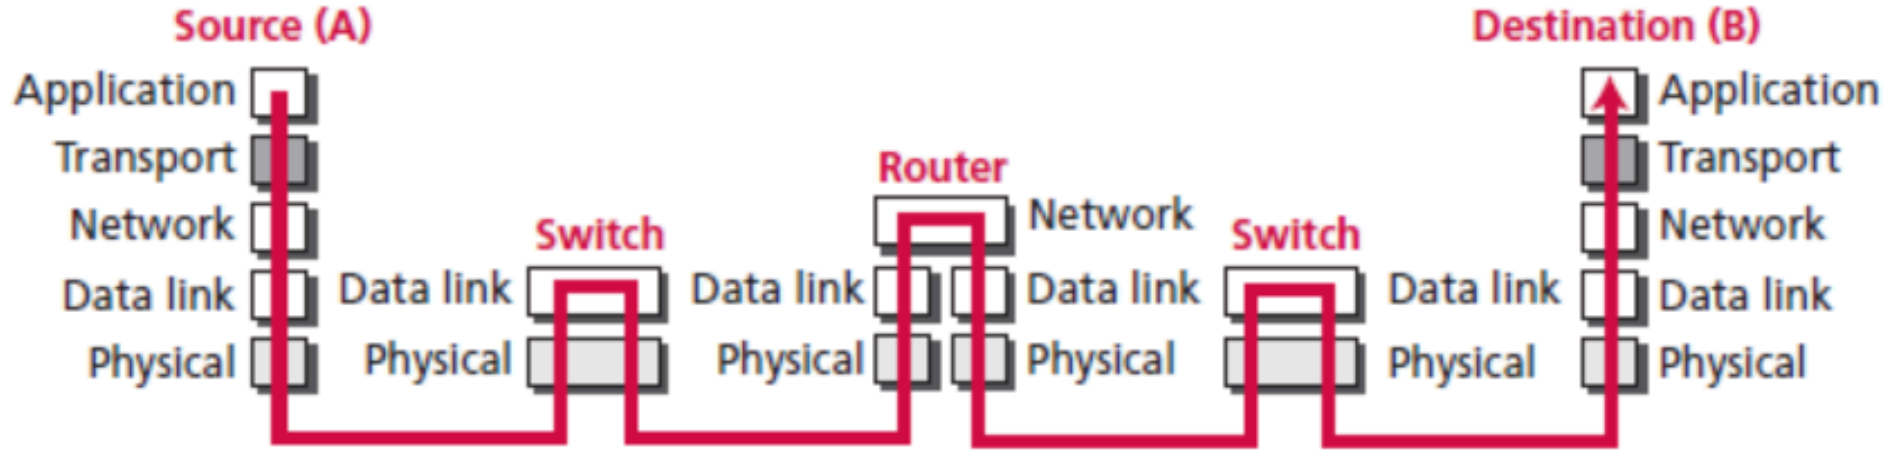 Source (A)
Destination (B)
Application
Transport
Network
Data link
Physical
Switch
Data link
Physical
Router
Network
Data link
Data link
Physical
Physical
Switch
Data link
Physical
Application
Transport
Network
Data link
Physical